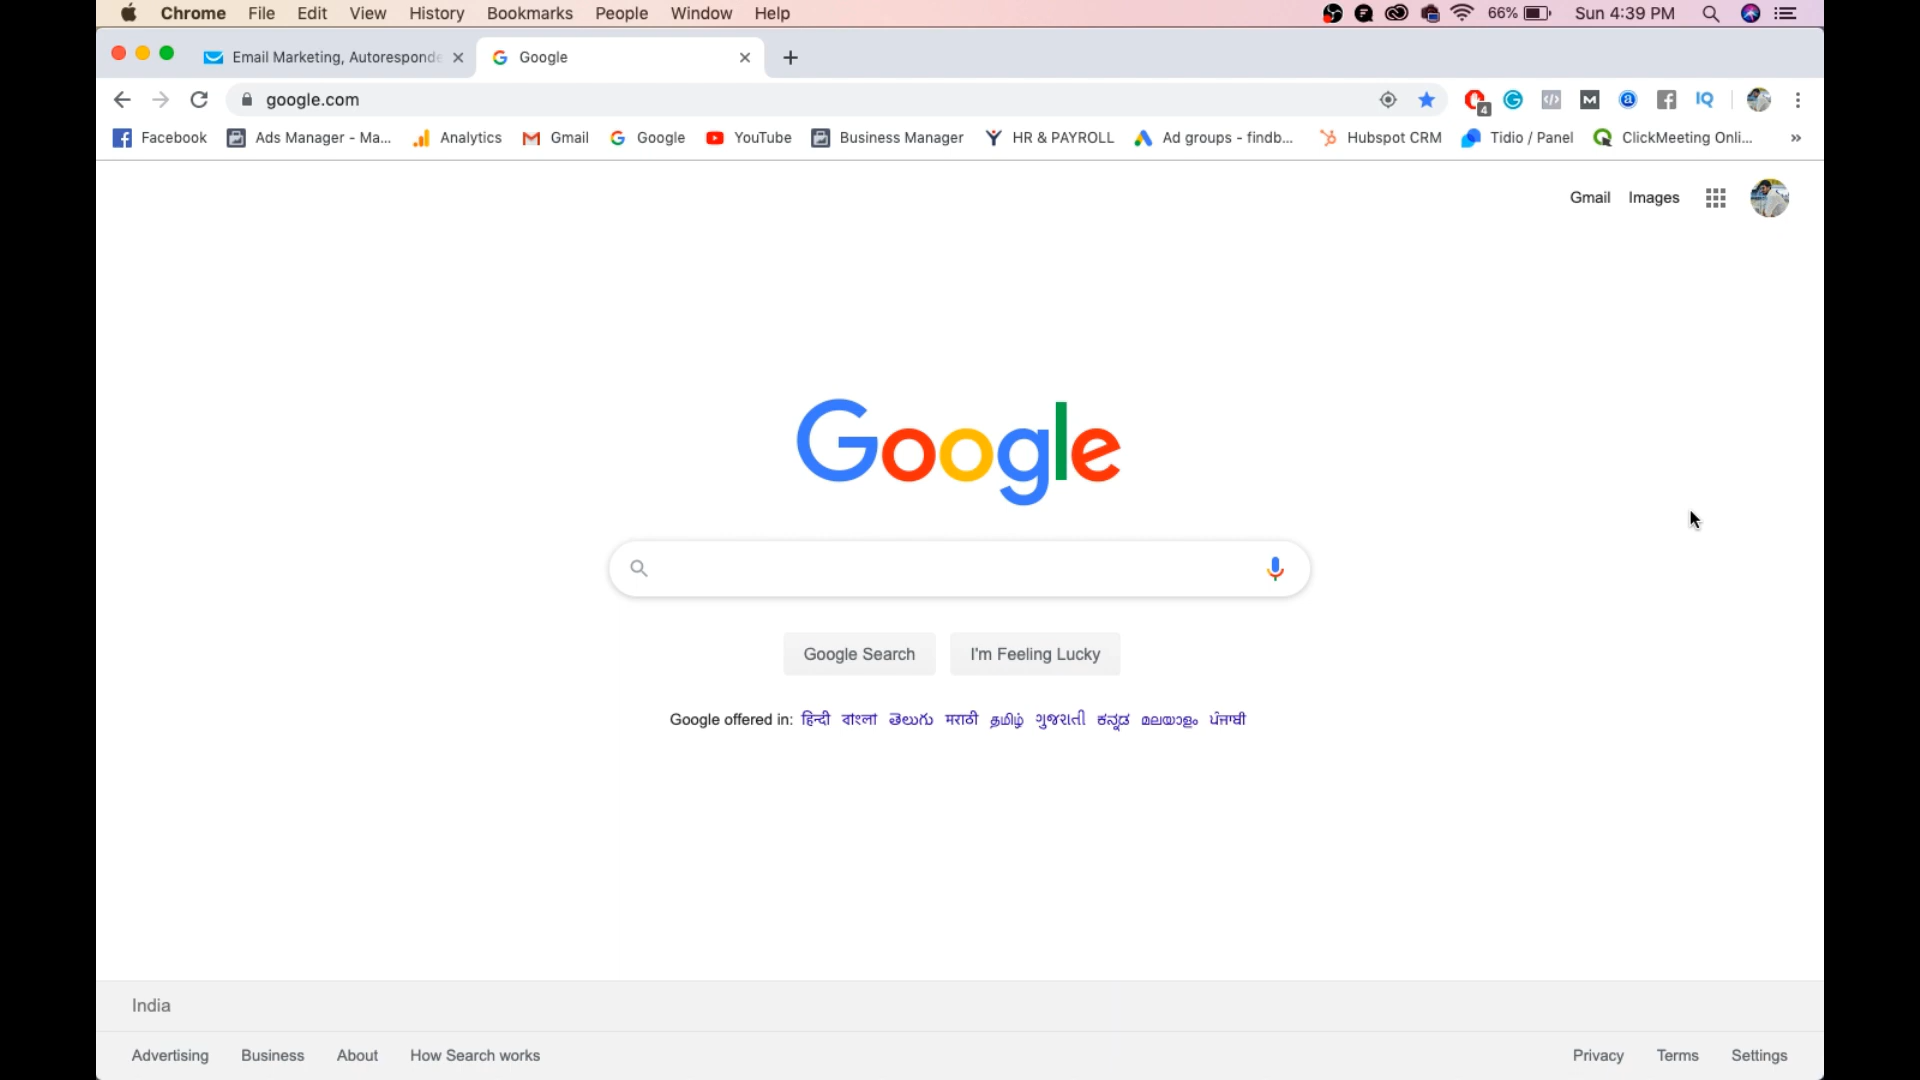 Chrome File Edit View History Bookmarks People Window Help 66% Sun 4:39 PM
Email Marketing, Autoresponde Google
google.com 4 IQ
Facebook Ads Manager - Ma... Analytics Gmail Google YouTube Business Manager HR & PAYROLL Ad groups - findb... Hubspot CRM Tidio / Panel ClickMeeting Onli... »
Gmail Images
Google
Google Search I'm Feeling Lucky
Google offered in: हिन्दी বাংলা తెలుగు मराठी தமிழ் ગુજરાતી ಕನ್ನಡ മലയാളം ਪੰਜਾਬੀ
India
Advertising Business About How Search works Privacy Terms Settings